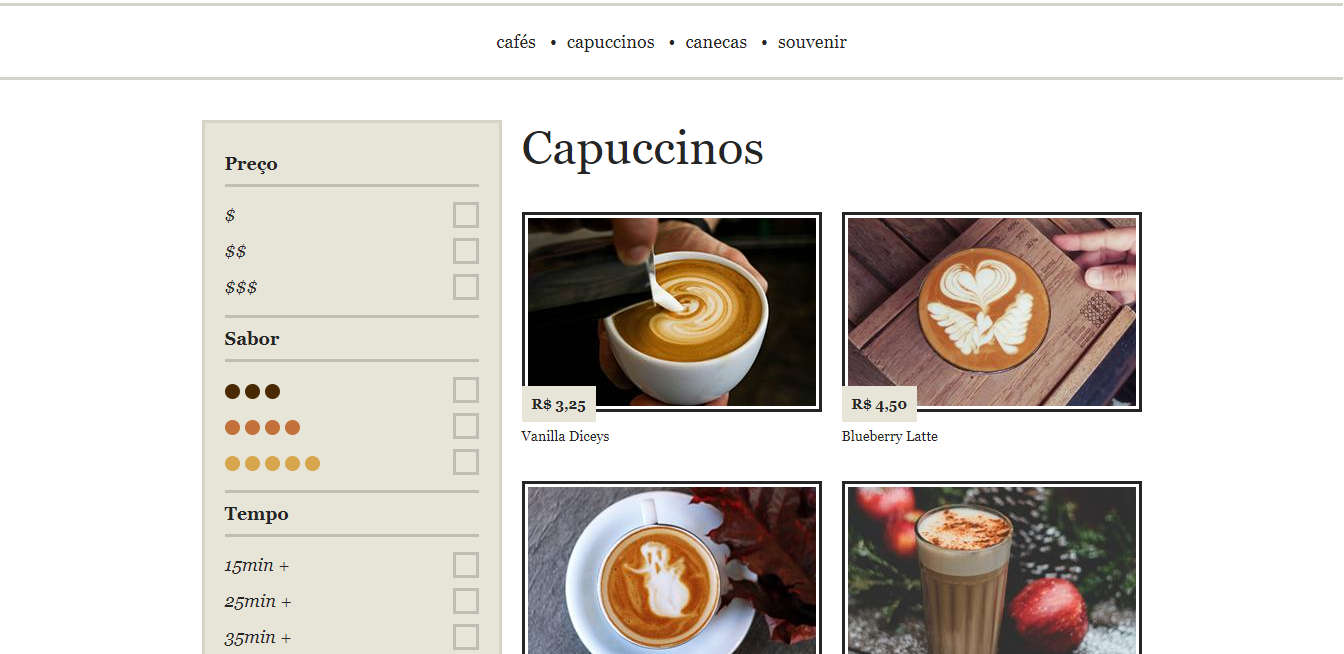 cafés • capuccinos • canecas • souvenir
Preço
$
$$
$$$
Sabor
Tempo
15min +
25min +
35min +
Capuccinos
R$ 3,25
Vanilla Diceys
R$ 4,50
Blueberry Latte